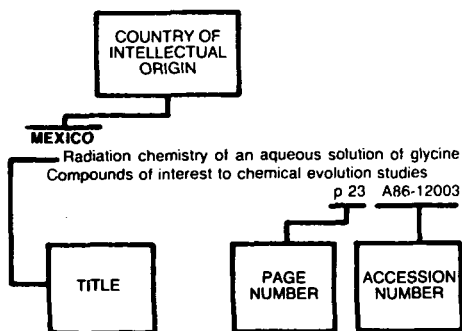 COUNTRY OF
INTELLECTUAL
ORIGIN
MEXICO
Radiation chemistry of an aqueous solution of glycine
Compounds of interest to chemical evolution studies
p 23 A86-12003
TITLE
PAGE
NUMBER
ACCESSION
NUMBER